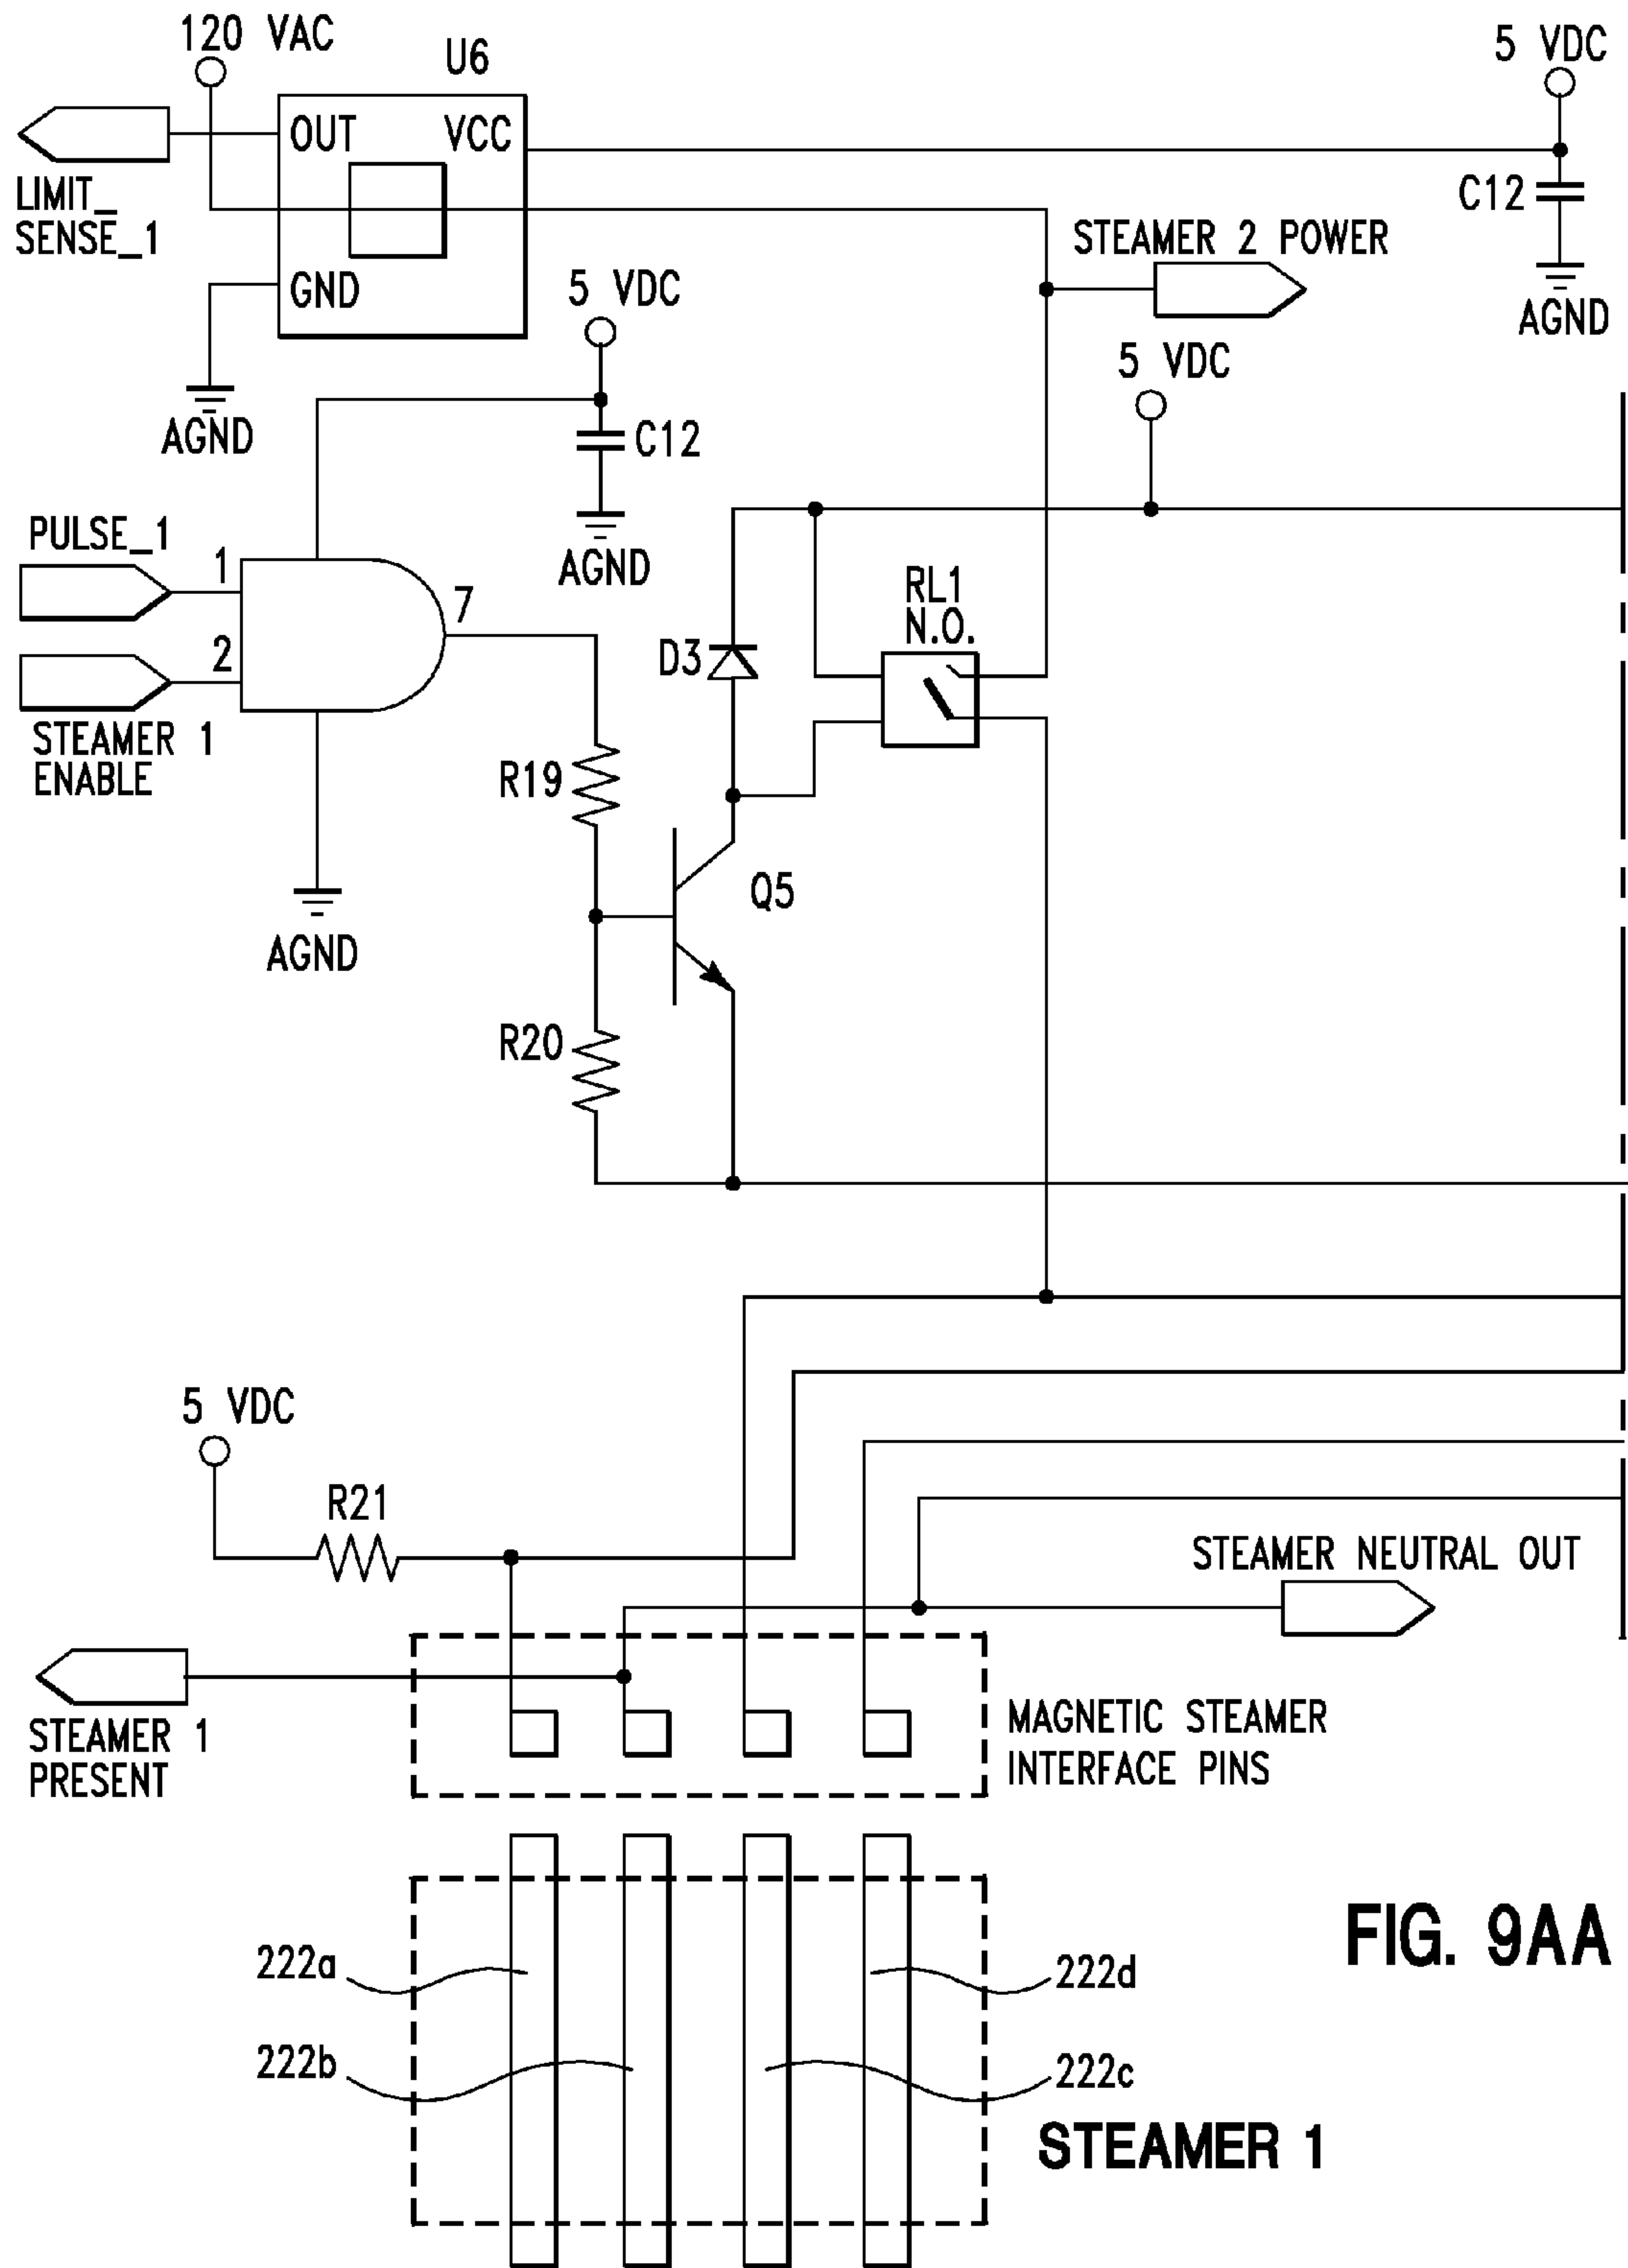 120 VAC
U6
5 VDC
OUT
VCC
LIMIT_
SENSE_1
C12
STEAMER 2 POWER
GND
5 VDC
AGND
5 VDC
AGND
C12
PULSE_1
1
AGND
RL1
N.O.
7
2
D3
STEAMER 1
ENABLE
R19
Q5
AGND
R20
5 VDC
R21
STEAMER NEUTRAL OUT
STEAMER 1
PRESENT
MAGNETIC STEAMER
INTERFACE PINS
FIG. 9AA
222a
222d
222b
222c
STEAMER 1